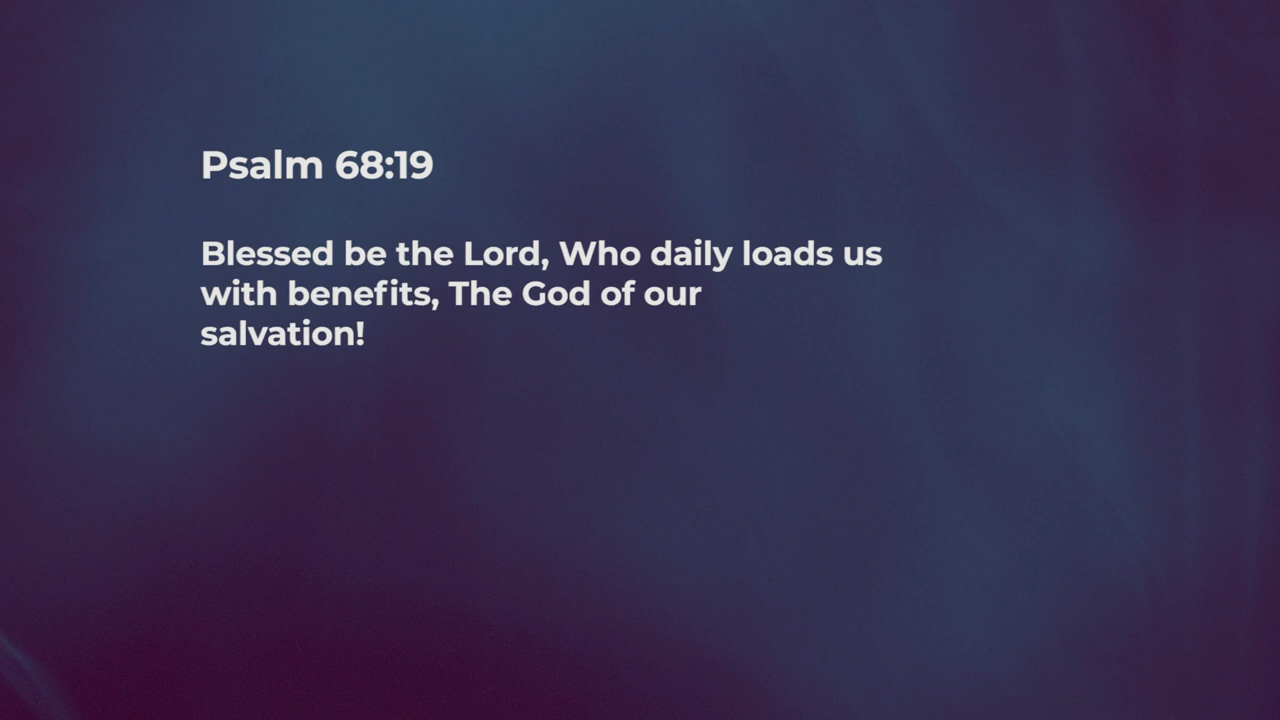 Psalm 68:19
Blessed be the Lord, Who daily loads us
with benefits, The God of our
salvation!